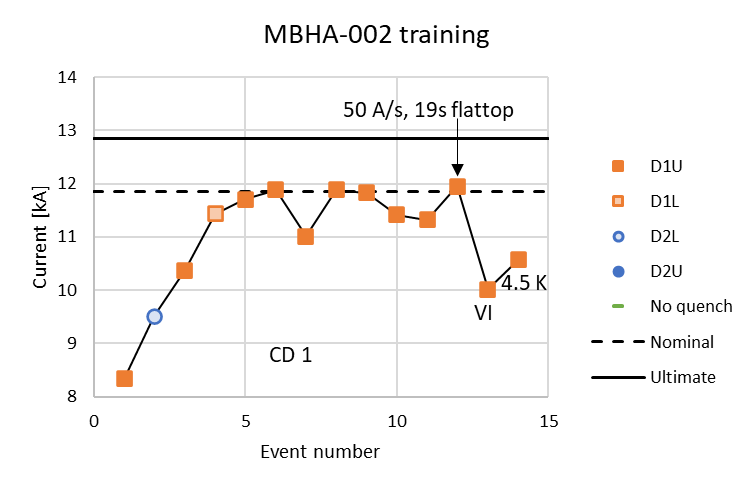 MBHA-002 training
14
13
12
11
10
9
8
Current [kA]
50 A/s, 19s flattop
4.5 K
VI
CD 1
0
5
10
15
Event number
D1U
D1L
D2L
D2U
No quench
Nominal
Ultimate